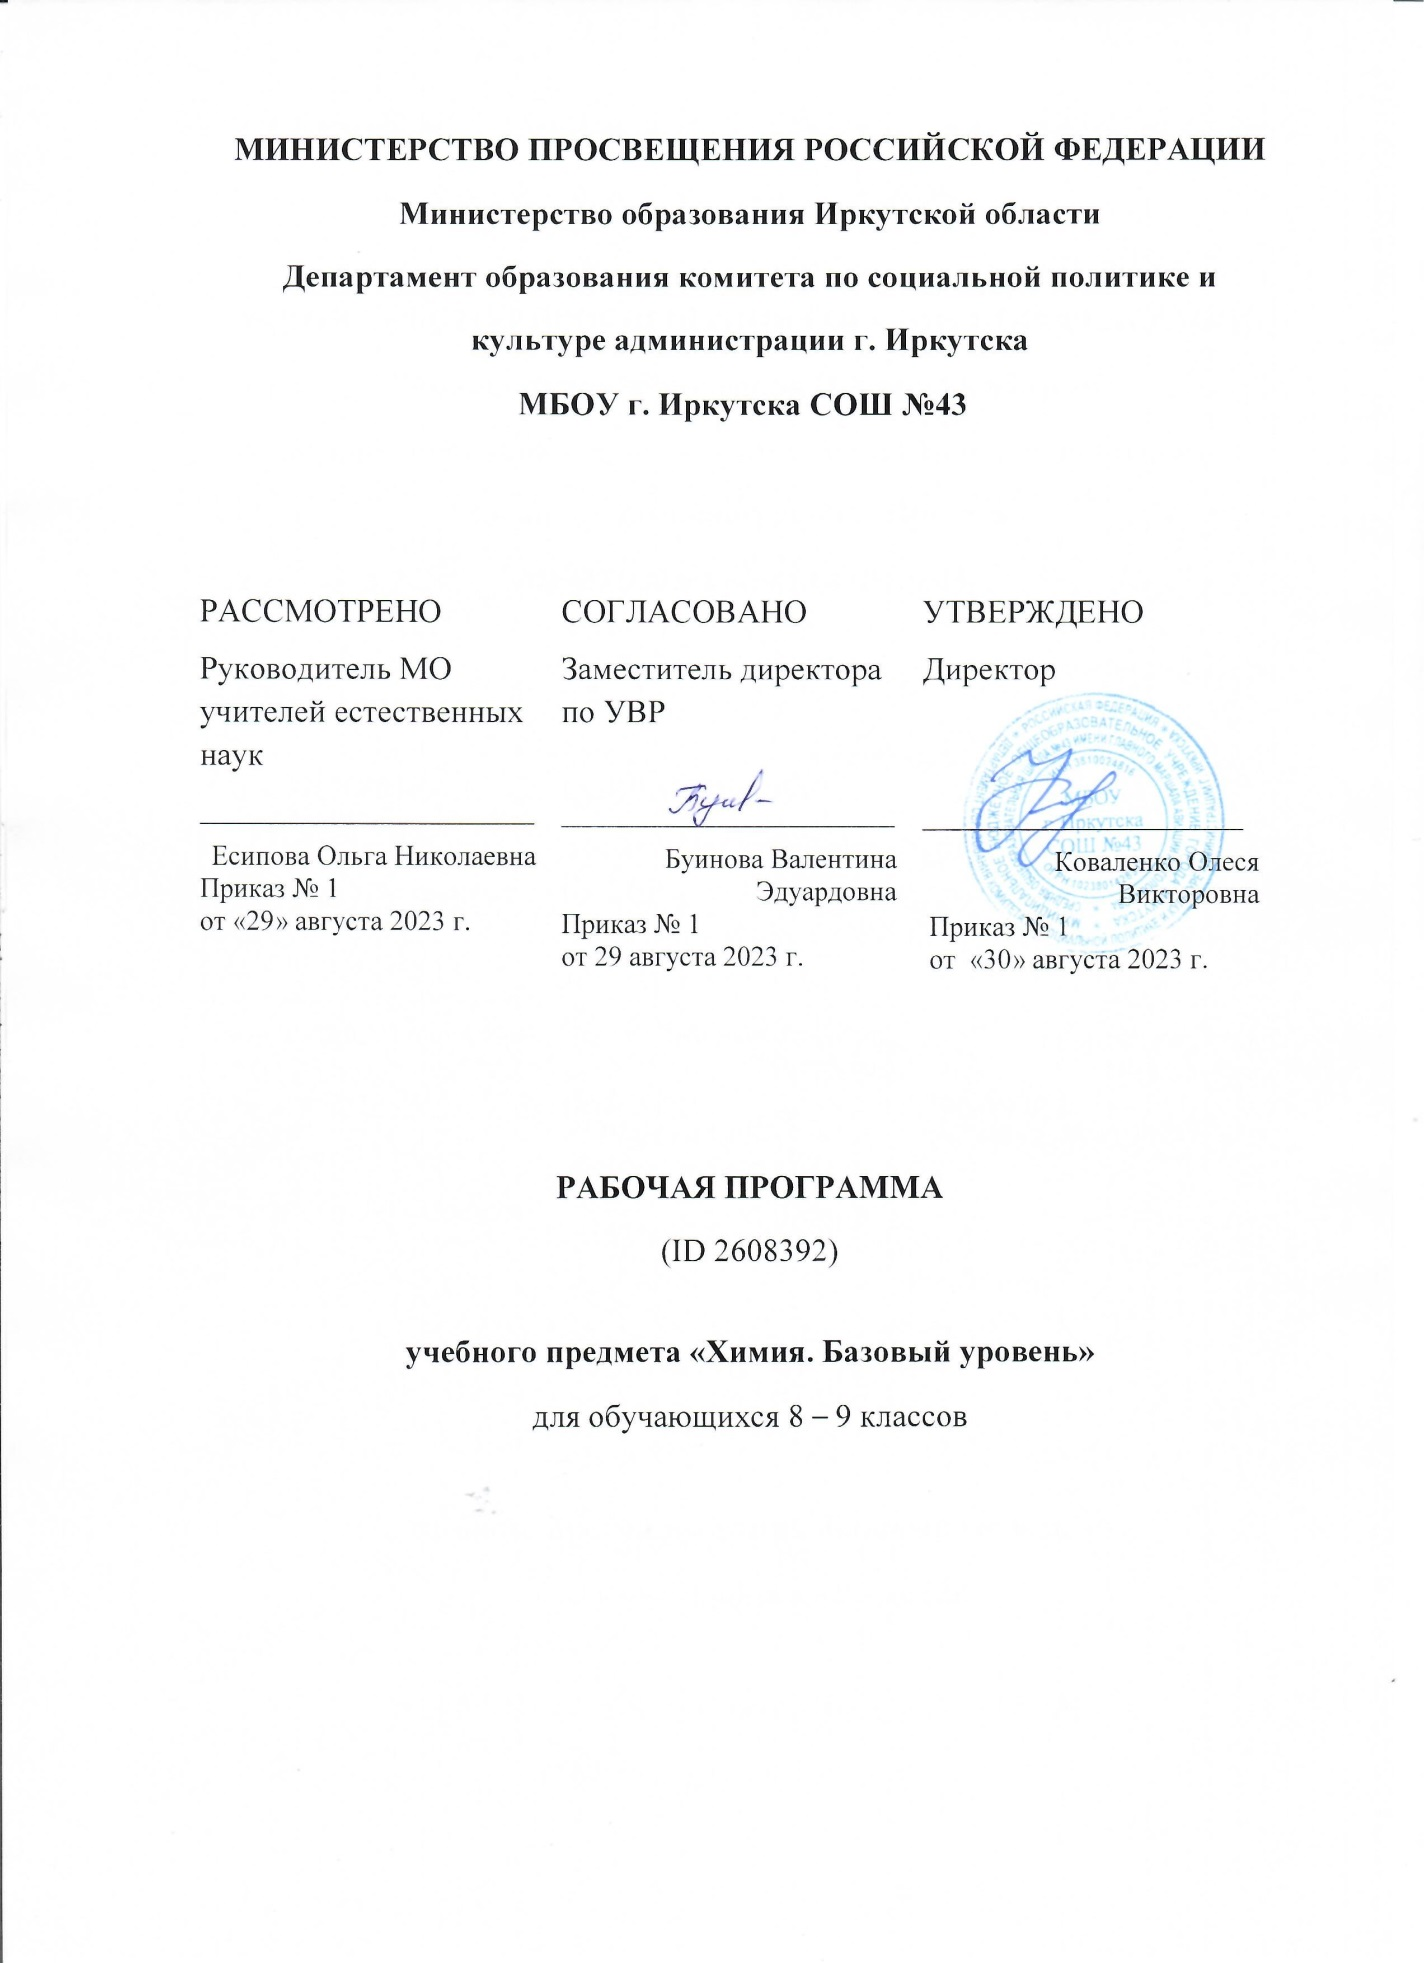 МИНИСТЕРСТВО ПРОСВЕЩЕНИЯ РОССИЙСКОЙ ФЕДЕРАЦИИ
Министерство образования Иркутской области
Департамент образования комитета по социальной политике и
культуре администрации г. Иркутска
МБОУ г. Иркутска СОШ №43
РАССМОТРЕНО
Руководитель МО
учителей естественных
наук
Есипова Ольга Николаевна
Приказ № 1
от «29» августа 2023 г.
СОГЛАСОВАНО
Заместитель директора
по УВР
Буинова Валентина
Эдуардовна
Приказ № 1
от 29 августа 2023 г.
УТВЕРЖДЕНО
Директор
МБОУ
г. Иркутска
СОШ №43
Коваленко Олеся
Викторовна
Приказ № 1
от «30» августа 2023 г.
РАБОЧАЯ ПРОГРАММА
(ID 2608392)
учебного предмета «Химия. Базовый уровень»
для обучающихся 8 – 9 классов